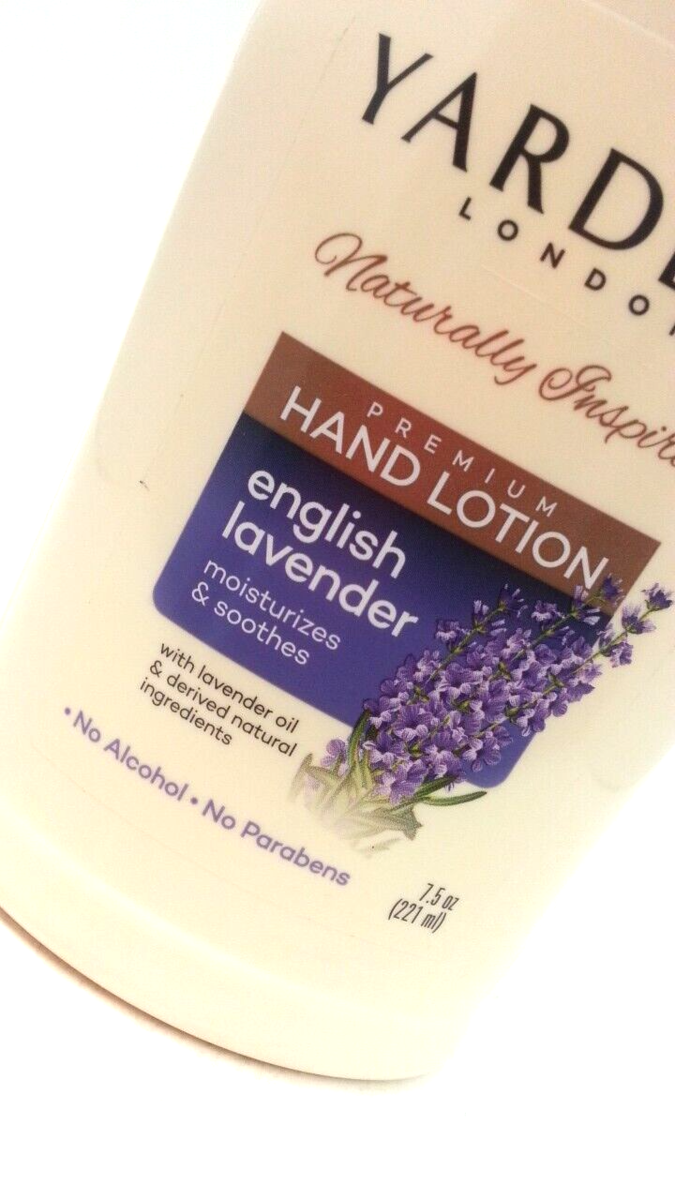 YARD
LONDO
Naturally Inspir
PREMIUM
HAND LOTION
english
lavender
moisturizes
& soothes
with lavender oil
& derived natural
ingredients
• No Alcohol • No Parabens
7.5 oz
(221 ml)